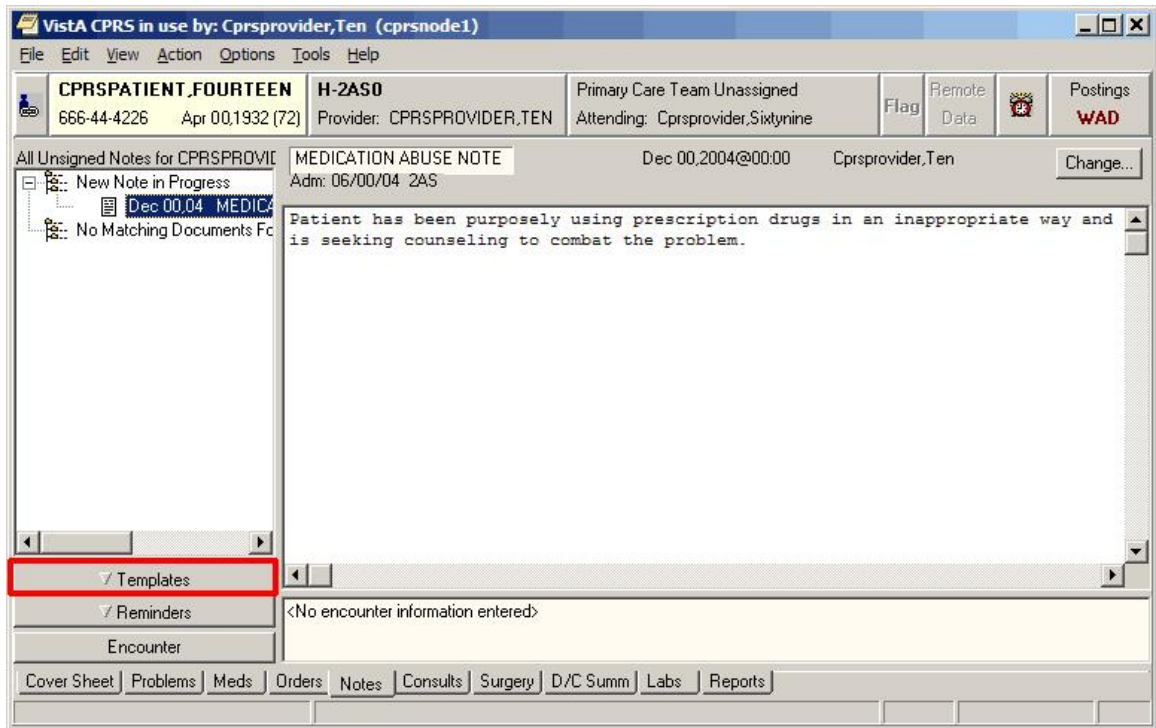 VistA CPRS in use by: Cprsprovider,Ten (cprsnode1)
File Edit View Action Options Tools Help
CPRSPATIENT,FOURTEEN H-2AS0 Primary Care Team Unassigned Flag Remote Data Postings
666-44-4226 Apr 00,1932 (72) Provider: CPRSPROVIDER,TEN Attending: Cprsprovider,Sixtynine WAD
All Unsigned Notes for CPRSPROVIE MEDICATION ABUSE NOTE Dec 00,2004@00:00 Cprsprovider,Ten Change...
New Note in Progress Adm: 06/00/04 2AS
Dec 00,04 MEDICA
No Matching Documents Fo
Patient has been purposely using prescription drugs in an inappropriate way and
is seeking counseling to combat the problem.
Templates
Reminders
Encounter
<No encounter information entered>
Cover Sheet Problems Meds Orders Notes Consults Surgery D/C Summ Labs Reports